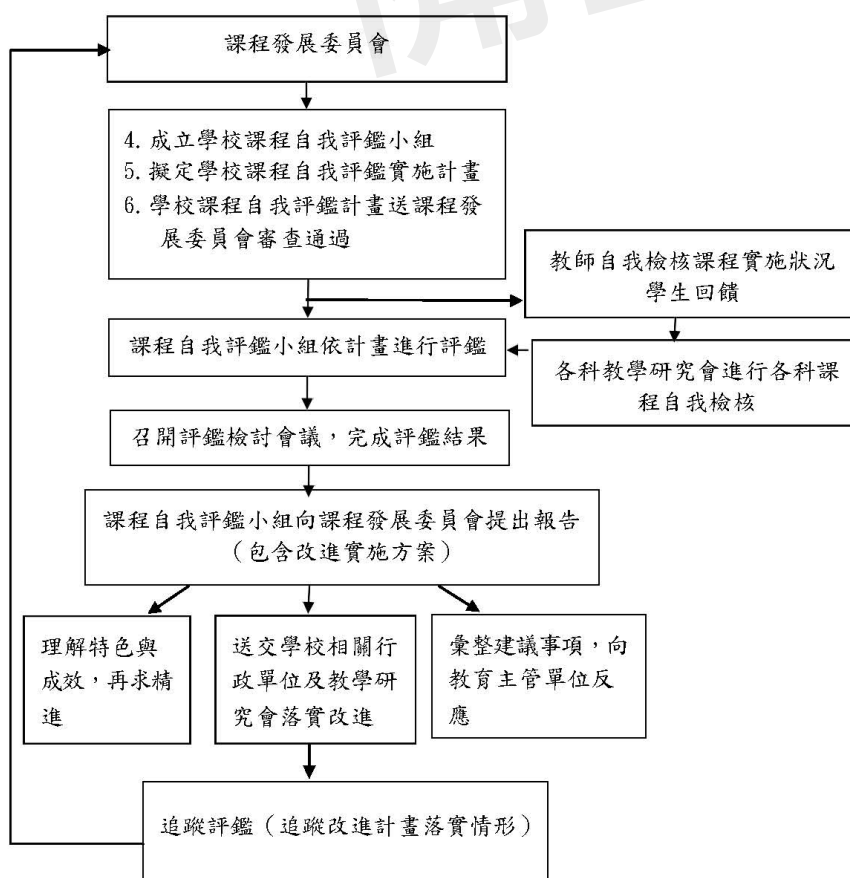 課程發展委員會
4. 成立學校課程自我評鑑小組
5. 擬定學校課程自我評鑑實施計畫
6. 學校課程自我評鑑計畫送課程發
展委員會審查通過
教師自我檢核課程實施狀況
學生回饋
課程自我評鑑小組依計畫進行評鑑
各科教學研究會進行各科課
程自我檢核
召開評鑑檢討會議，完成評鑑結果
課程自我評鑑小組向課程發展委員會提出報告
（包含改進實施方案）
理解特色與
成效，再求精
進
送交學校相關行
政單位及教學研
究會落實改進
彙整建議事項，向
教育主管單位反
應
追蹤評鑑（追蹤改進計畫落實情形）